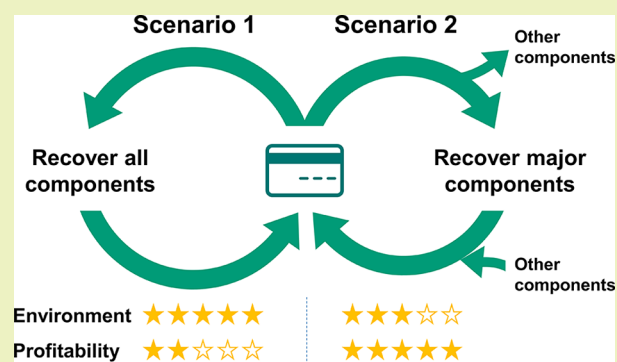 Scenario 1
Scenario 2
Other
components
Recover all
components
Recover major
components
Other
components
Environment ★★★★★ ★★★☆☆
Profitability ★★☆☆☆ ★★★★★